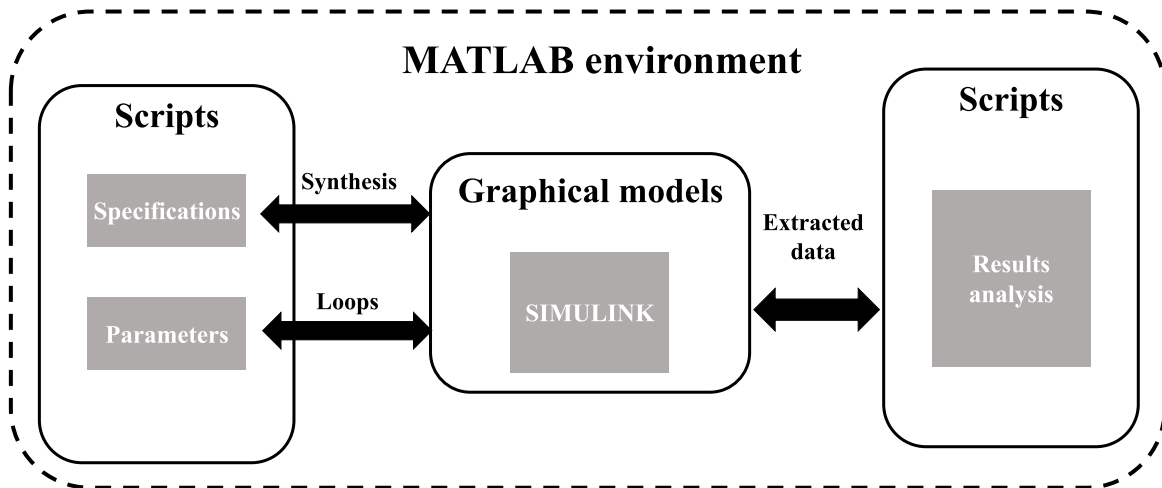 MATLAB environment
Scripts
Specifications
Parameters
Synthesis
Loops
Graphical models
SIMULINK
Extracted
data
Scripts
Results
analysis